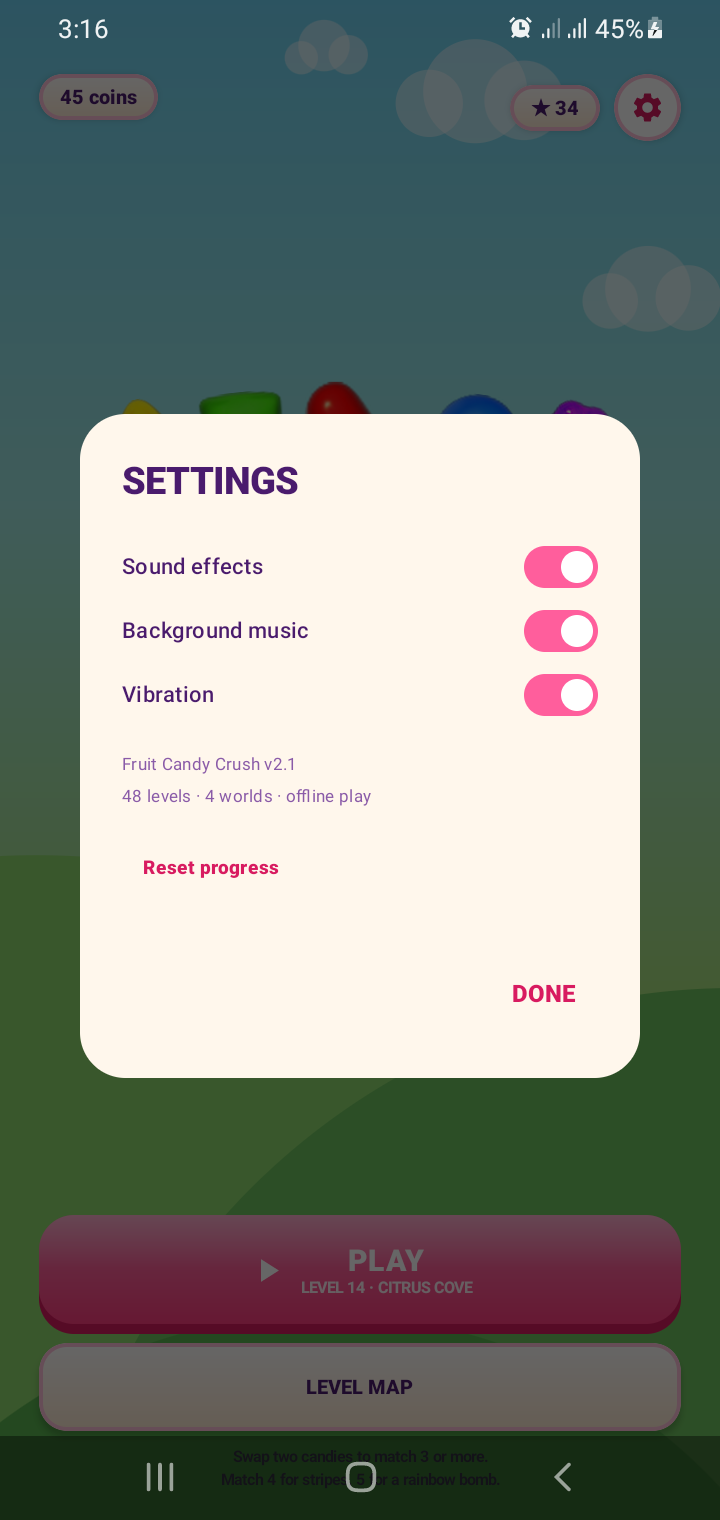 3:16
45%
45 coins
★ 34
SETTINGS
Sound effects
Background music
Vibration
Fruit Candy Crush v2.1
48 levels · 4 worlds · offline play
Reset progress
DONE
PLAY
LEVEL 14 · CITRUS COVE
LEVEL MAP
Swap two candies to match 3 or more.
Match 4 for stripes, 5 for a rainbow bomb.